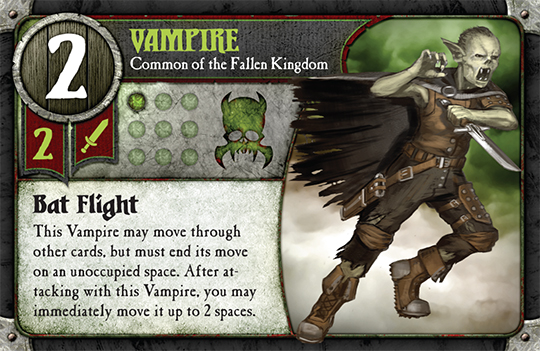 2
VAMPIRE
Common of the Fallen Kingdom
2
Bat Flight
This Vampire may move through
other cards, but must end its move
on an unoccupied space. After at-
tacking with this Vampire, you may
immediately move it up to 2 spaces.